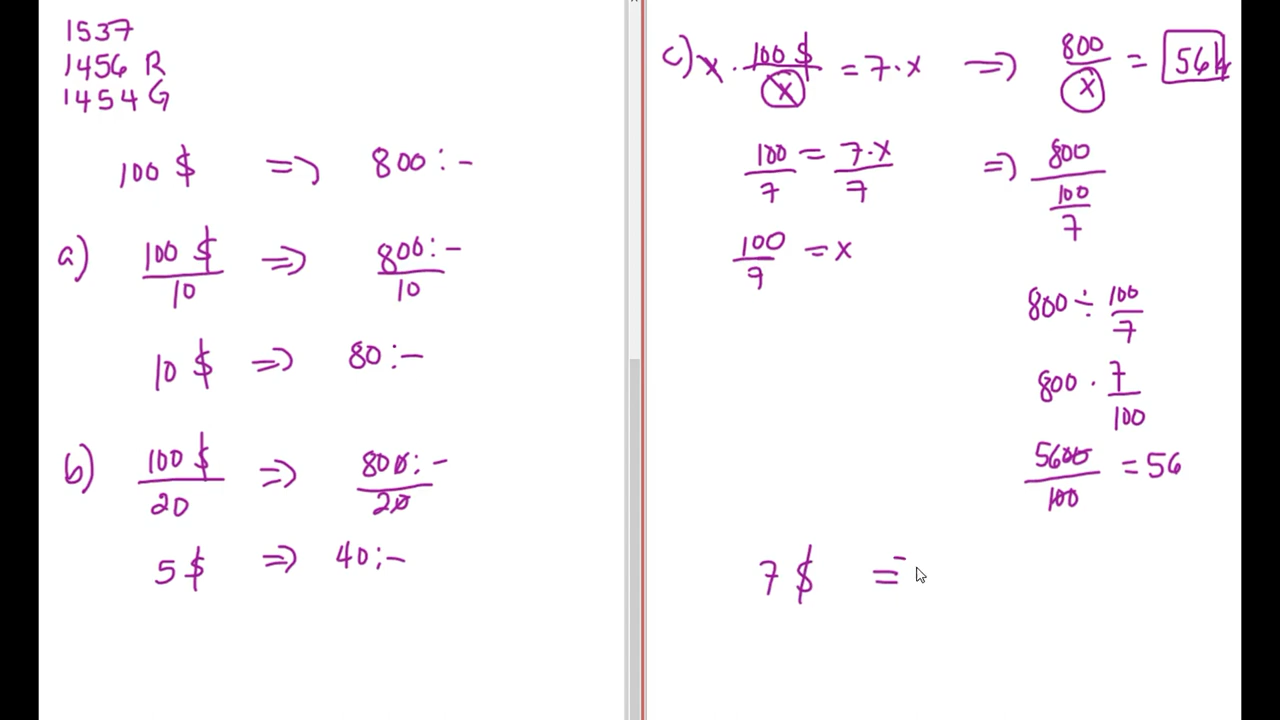 1537
1456 R
1454 G
100 $ => 800:-
a) 100 $ / 10 => 800:- / 10
10 $ => 80:-
b) 100 $ / 20 => 800:- / 20
5 $ => 40:-
c) x · 100 $ / x = 7·x => 800 / x = 56 k
100 / 7 = 7·x / 7 => 800 / (100 / 7)
100 / 9 = x
800 ÷ 100 / 7
800 · 7 / 100
5600 / 100 = 56
7 $ =